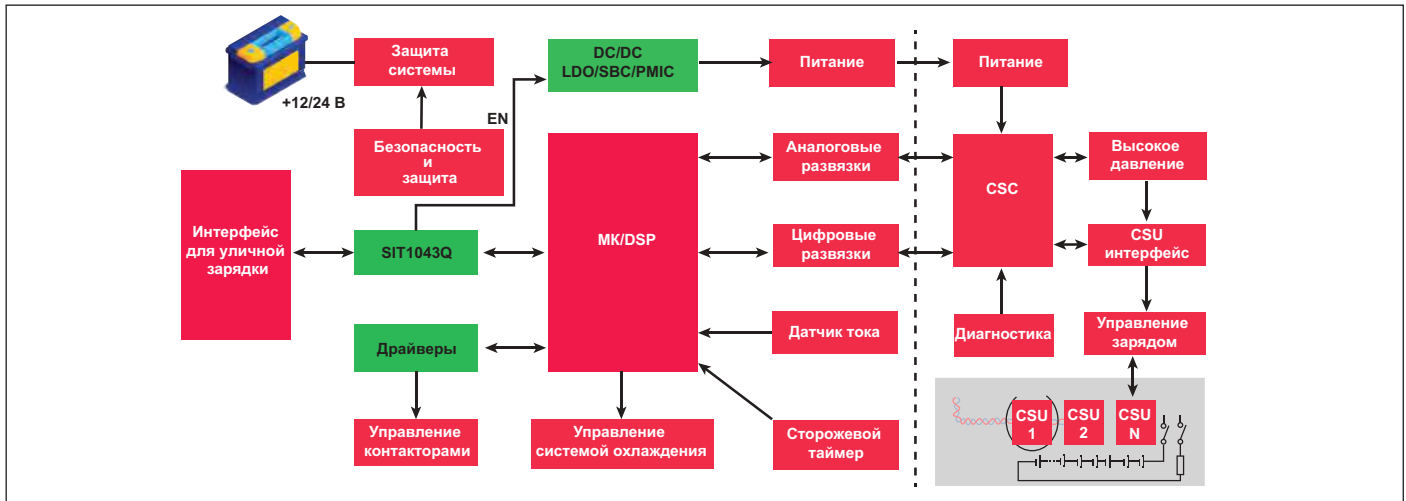 +12/24 В
Защита
системы
DC/DC
LDO/SBC/PMIC
Питание
Питание
EN
Безопасность
и
защита
МК/DSP
Аналоговые
развязки
CSC
Высокое
давление
Интерфейс
для уличной
зарядки
SIT1043Q
Цифровые
развязки
CSU
интерфейс
Драйверы
Датчик тока
Диагностика
Управление
зарядом
Управление
контакторами
Управление
системой охлаждения
Сторожевой
таймер
CSU
1
CSU
2
CSU
N